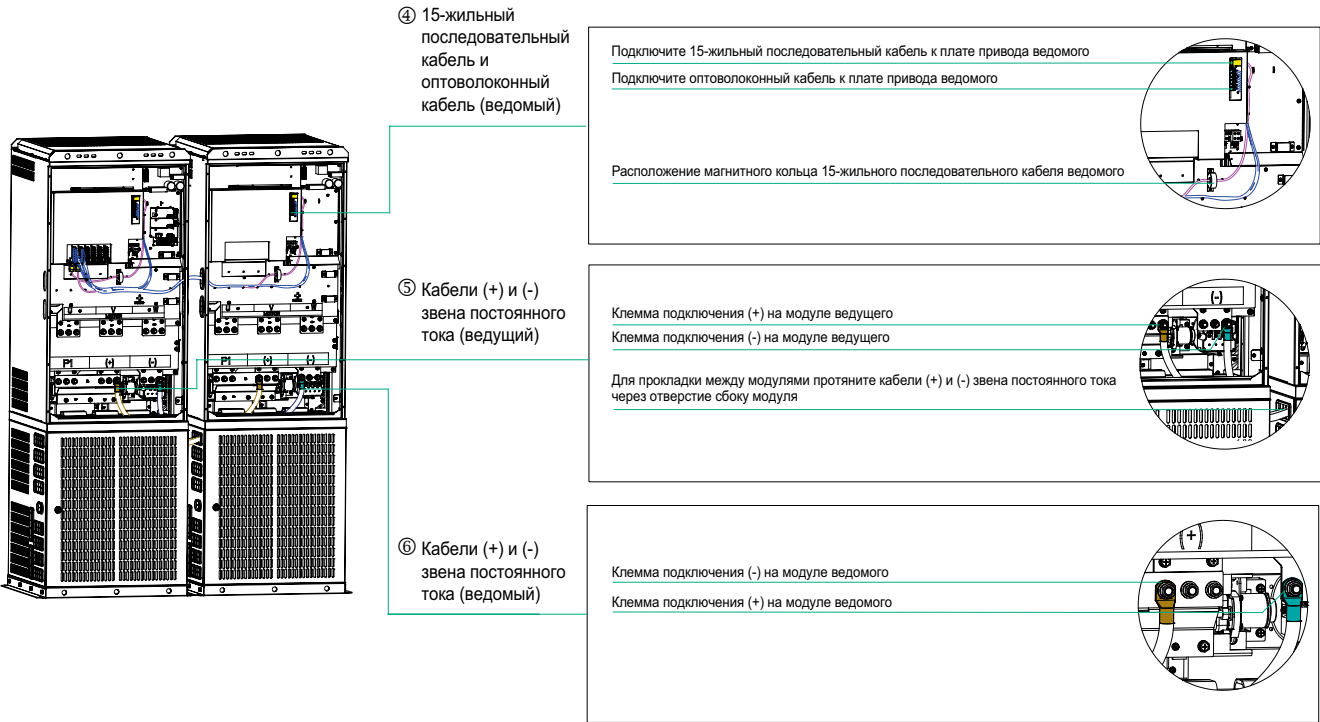 ④ 15-жильный
последовательный
кабель и
оптоволоконный
кабель (ведомый)
Подключите 15-жильный последовательный кабель к плате привода ведомого
Подключите оптоволоконный кабель к плате привода ведомого
Расположение магнитного кольца 15-жильного последовательного кабеля ведомого
⑤ Кабели (+) и (-)
звена постоянного
тока (ведущий)
Клемма подключения (+) на модуле ведущего
Клемма подключения (-) на модуле ведущего
Для прокладки между модулями протяните кабели (+) и (-) звена постоянного тока
через отверстие сбоку модуля
(-)
P1 (+) (-)
P1 (+) (-)
⑥ Кабели (+) и (-)
звена постоянного
тока (ведомый)
Клемма подключения (-) на модуле ведомого
Клемма подключения (+) на модуле ведомого
(+)